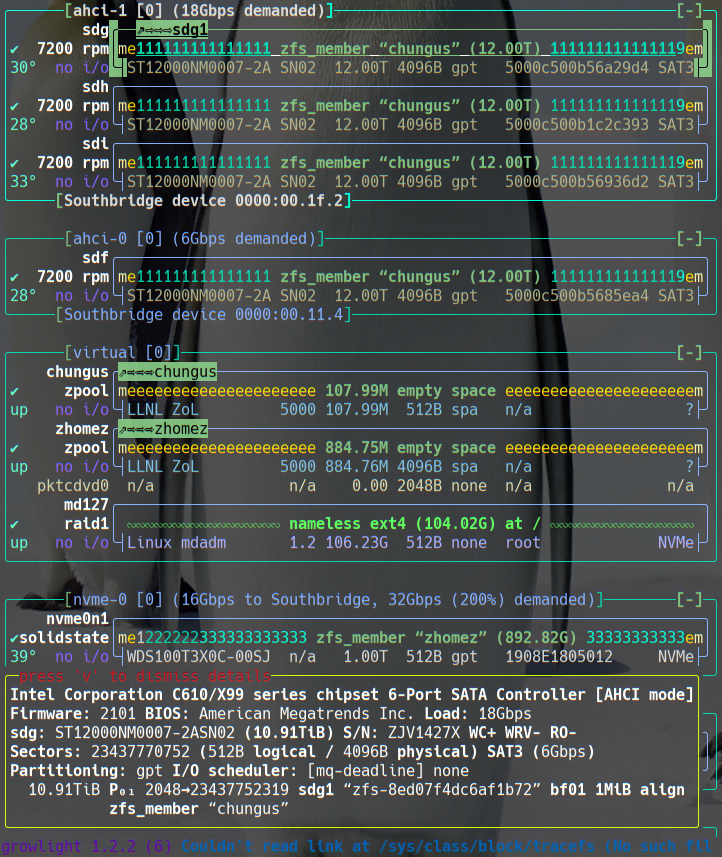 [ahci-1 [0] (18Gbps demanded)] [-]
sdg ⇗⇨⇨⇨sdg1
✔ 7200 rpm me1111111111111111 zfs_member “chungus” (12.00T) 11111111111119em
30° no i/o ST12000NM0007-2A SN02 12.00T 4096B gpt 5000c500b56a29d4 SAT3
sdh
✔ 7200 rpm me1111111111111111 zfs_member “chungus” (12.00T) 11111111111119em
28° no i/o ST12000NM0007-2A SN02 12.00T 4096B gpt 5000c500b1c2c393 SAT3
sdi
✔ 7200 rpm me1111111111111111 zfs_member “chungus” (12.00T) 11111111111119em
33° no i/o ST12000NM0007-2A SN02 12.00T 4096B gpt 5000c500b56936d2 SAT3
[Southbridge device 0000:00.1f.2]
[ahci-0 [0] (6Gbps demanded)] [-]
sdf
✔ 7200 rpm me1111111111111111 zfs_member “chungus” (12.00T) 11111111111119em
28° no i/o ST12000NM0007-2A SN02 12.00T 4096B gpt 5000c500b5685ea4 SAT3
[Southbridge device 0000:00.11.4]
[virtual [0]] [-]
chungus ⇗⇨⇨⇨chungus
✔ zpool meeeeeeeeeeeeeeeeeeeee 107.99M empty space eeeeeeeeeeeeeeeeeeeeem
up no i/o LLNL ZoL 5000 107.99M 512B spa n/a ?
zhomez ⇗⇨⇨⇨zhomez
✔ zpool meeeeeeeeeeeeeeeeeeeee 884.75M empty space eeeeeeeeeeeeeeeeeeeeem
up no i/o LLNL ZoL 5000 884.76M 4096B spa n/a ?
pktcdvd0 n/a n/a 0.00 2048B none n/a n/a
md127
✔ raid1 nameless ext4 (104.02G) at /
up no i/o Linux mdadm 1.2 106.23G 512B none root NVMe
[nvme-0 [0] (16Gbps to Southbridge, 32Gbps (200%) demanded)] [-]
nvme0n1
✔solidstate me1222222333333333333 zfs_member “zhomez” (892.82G) 33333333333em
39° no i/o WDS100T3X0C-00SJ n/a 1.00T 512B gpt 1908E1805012 NVMe
press 'v' to dismiss details
Intel Corporation C610/X99 series chipset 6-Port SATA Controller [AHCI mode]
Firmware: 2101 BIOS: American Megatrends Inc. Load: 18Gbps
sdg: ST12000NM0007-2ASN02 (10.91TiB) S/N: ZJV1427X WC+ WRV- RO-
Sectors: 23437770752 (512B logical / 4096B physical) SAT3 (6Gbps)
Partitioning: gpt I/O scheduler: [mq-deadline] none
10.91TiB P₀₁ 2048→23437752319 sdg1 “zfs-8ed07f4dc6af1b72” bf01 1MiB align
zfs_member “chungus”
growlight 1.2.2 (6) Couldn't read link at /sys/class/block/tracefs (No such fil